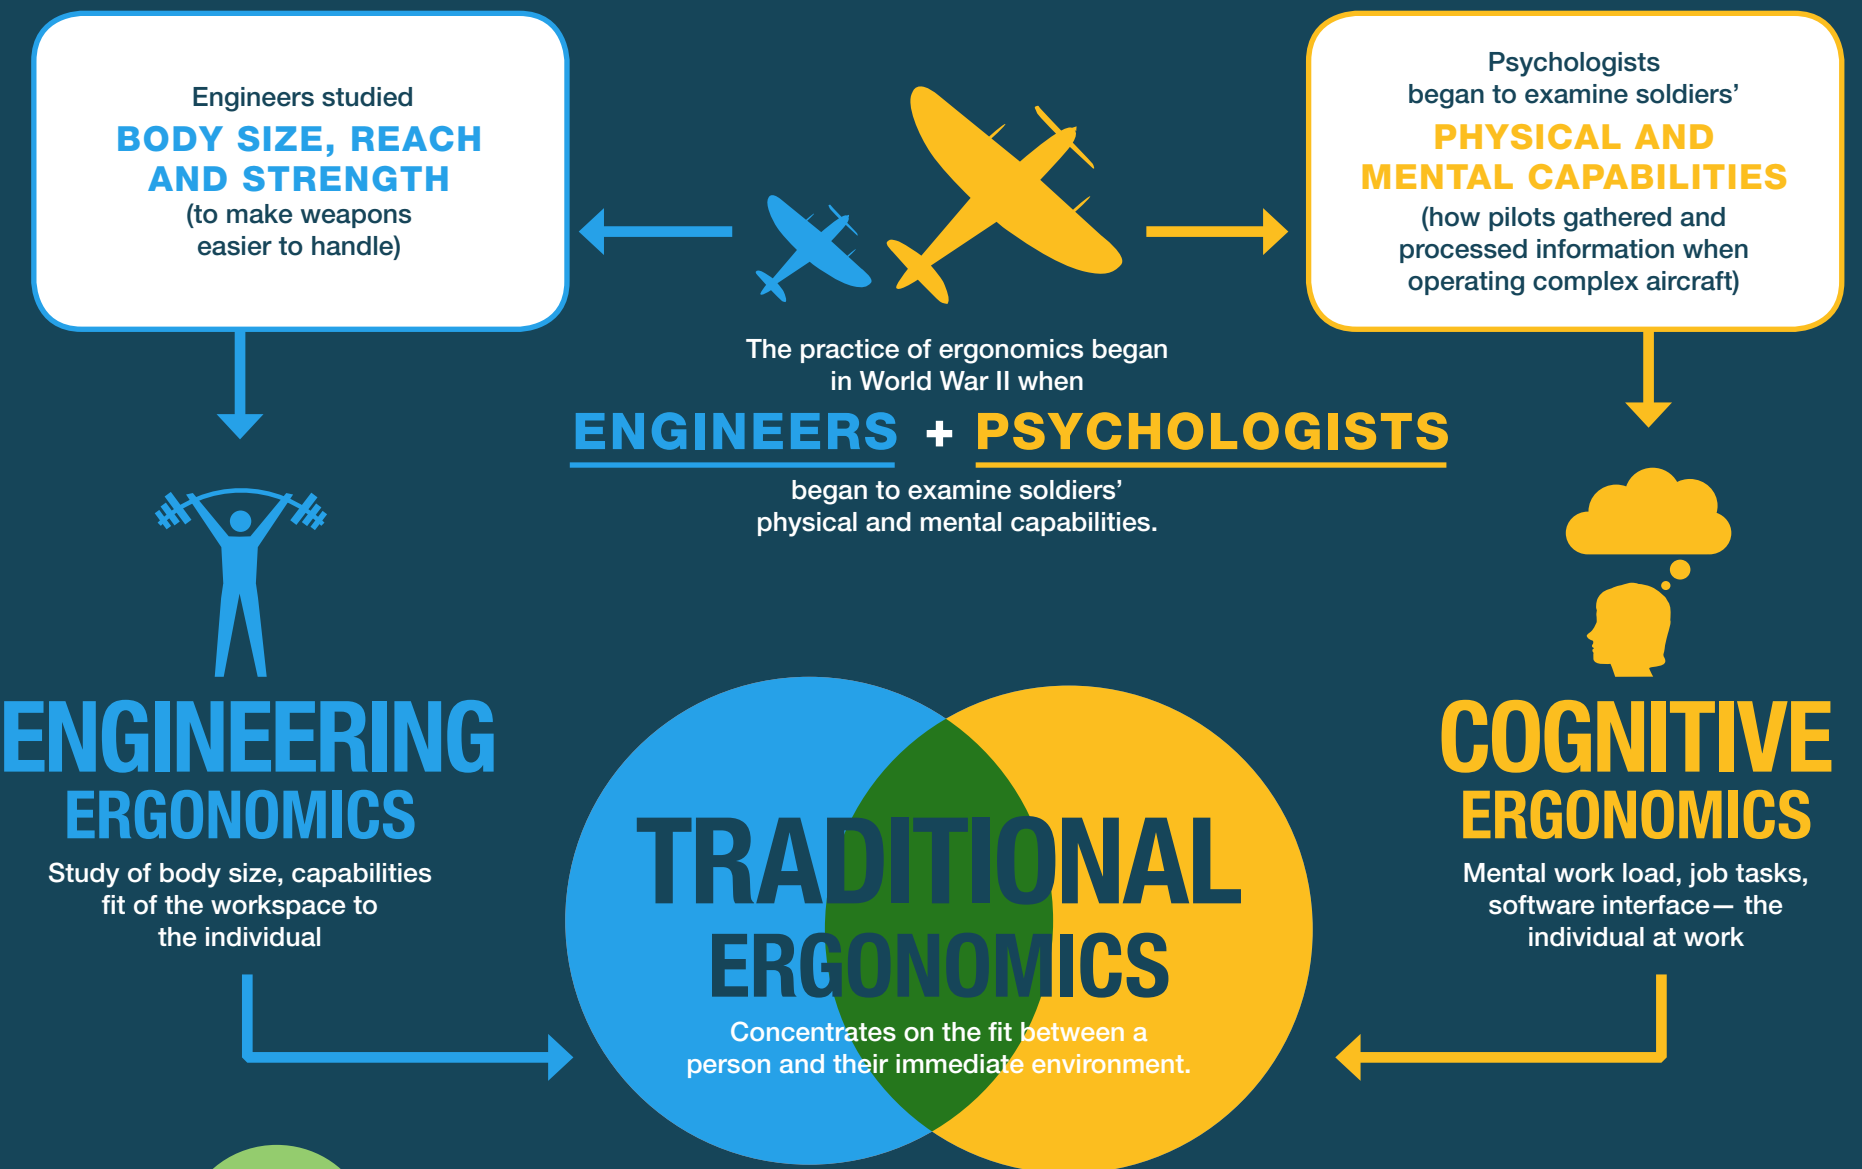 Engineers studied
BODY SIZE, REACH
AND STRENGTH
(to make weapons
easier to handle)
Psychologists
began to examine soldiers’
PHYSICAL AND
MENTAL CAPABILITIES
(how pilots gathered and
processed information when
operating complex aircraft)
The practice of ergonomics began
in World War II when
ENGINEERS + PSYCHOLOGISTS
began to examine soldiers’
physical and mental capabilities.
ENGINEERING
ERGONOMICS
Study of body size, capabilities
fit of the workspace to
the individual
COGNITIVE
ERGONOMICS
Mental work load, job tasks,
software interface— the
individual at work
TRADITIONAL
ERGONOMICS
Concentrates on the fit between a
person and their immediate environment.